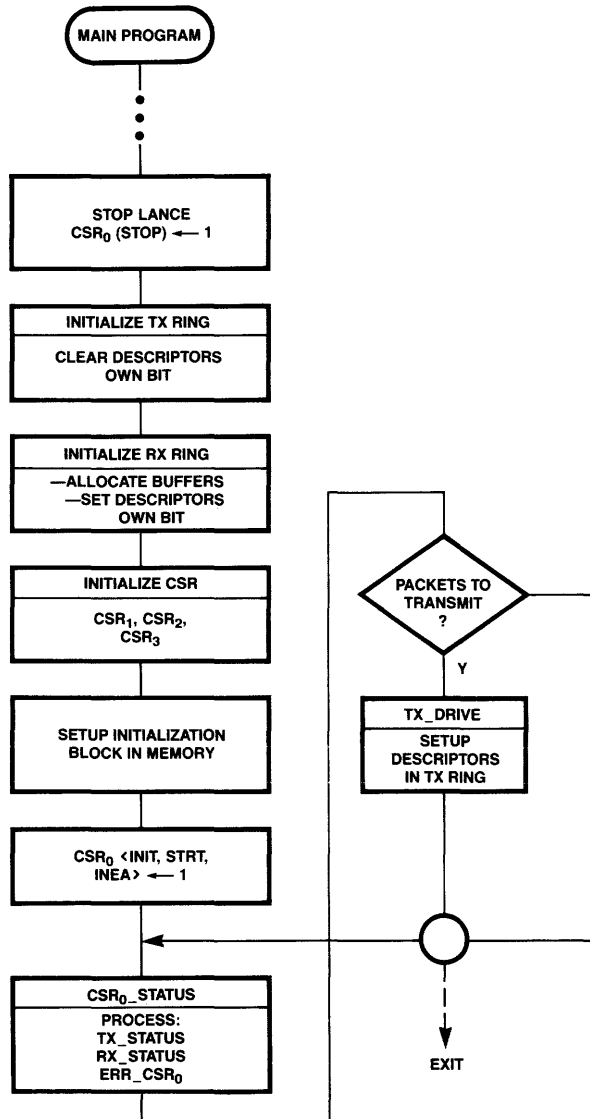 MAIN PROGRAM
STOP LANCE
CSR₀ (STOP) ← 1
INITIALIZE TX RING
CLEAR DESCRIPTORS
OWN BIT
INITIALIZE RX RING
—ALLOCATE BUFFERS
—SET DESCRIPTORS
OWN BIT
INITIALIZE CSR
CSR₁, CSR₂,
CSR₃
SETUP INITIALIZATION
BLOCK IN MEMORY
CSR₀ <INIT, STRT,
INEA> ← 1
CSR₀_STATUS
PROCESS:
TX_STATUS
RX_STATUS
ERR_CSR₀
PACKETS TO
TRANSMIT
?
Y
TX_DRIVE
SETUP
DESCRIPTORS
IN TX RING
EXIT